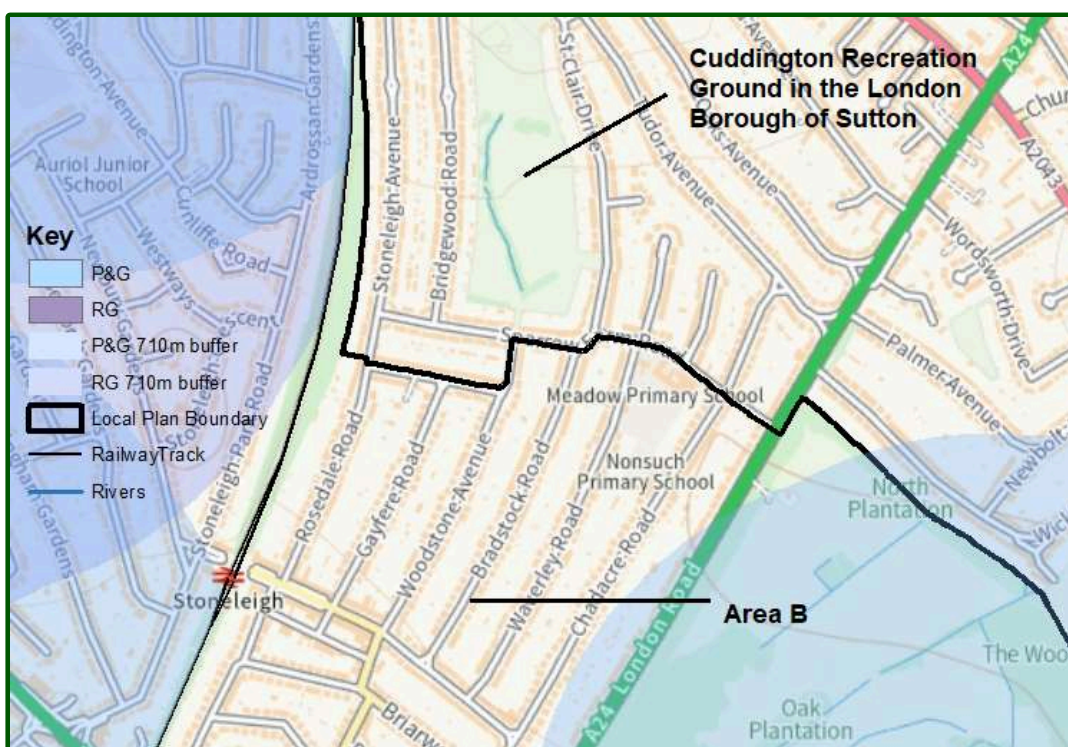 Cuddington Recreation
Ground in the London
Borough of Sutton
A24
A2043
St Clair Drive
Tudor Avenue
Ardrossan Gardens
Auriol Junior
School
Cunliffe Road
Westways
Stoneleigh Avenue
Bridgewood Road
Wordsworth Drive
Palmer Avenue
Key
P&G
RG
P&G 710m buffer
RG 710m buffer
Local Plan Boundary
RailwayTrack
Rivers
Stoneleigh Park Road
Meadow Primary School
Nonsuch
Primary School
Rosedale Road
Gayfere Road
Woodstone Avenue
Bradstock Road
Waverley Road
Chadacre Road
North
Plantation
Stoneleigh
Area B
A24 London Road
The Woo
Oak
Plantation
Briarw